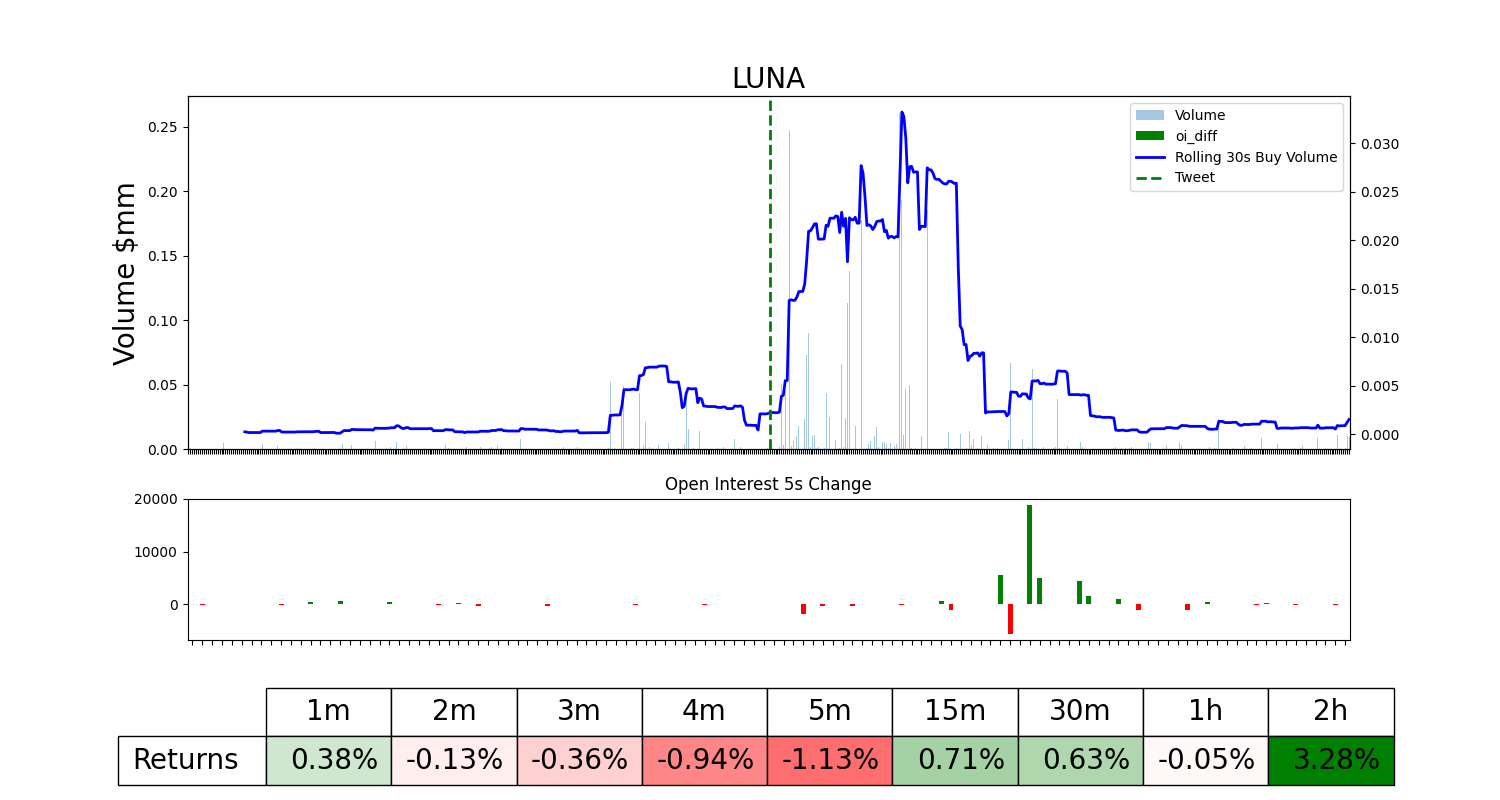 LUNA
Volume $mm
0.25
0.20
0.15
0.10
0.05
0.00
0.030
0.025
0.020
0.015
0.010
0.005
0.000
Volume
oi_diff
Rolling 30s Buy Volume
Tweet
Open Interest 5s Change
20000
10000
0
1m 2m 3m 4m 5m 15m 30m 1h 2h
Returns 0.38% -0.13% -0.36% -0.94% -1.13% 0.71% 0.63% -0.05% 3.28%